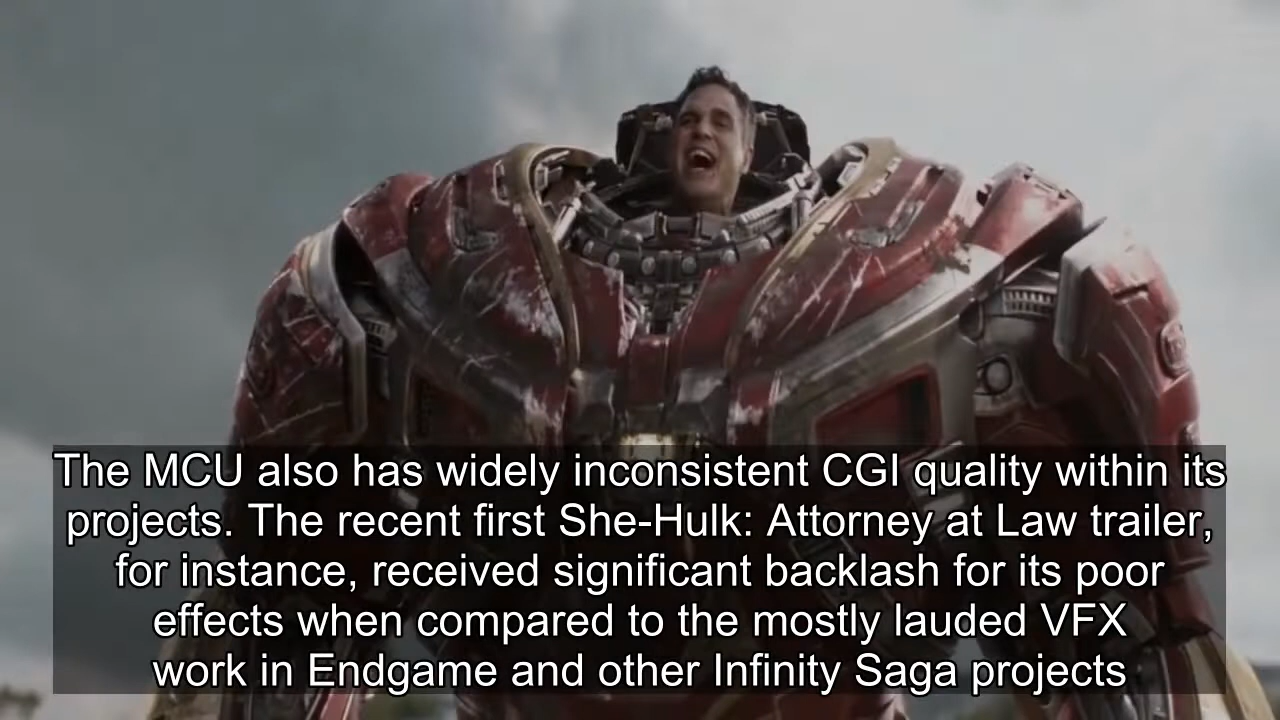 The MCU also has widely inconsistent CGI quality within its
projects. The recent first She-Hulk: Attorney at Law trailer,
for instance, received significant backlash for its poor
effects when compared to the mostly lauded VFX
work in Endgame and other Infinity Saga projects